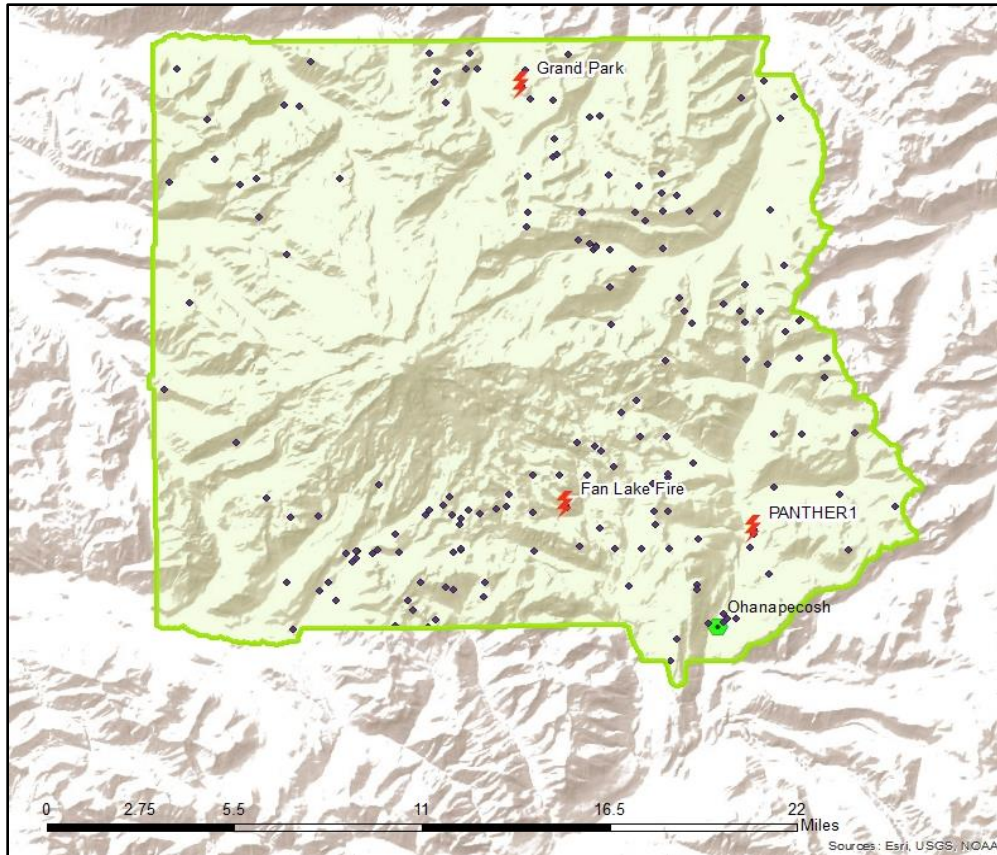 Grand Park
Fan Lake Fire
PANTHER1
Ohanapecosh
0 2.75 5.5 11 16.5 22
Miles
Sources: Esri, USGS, NOAA